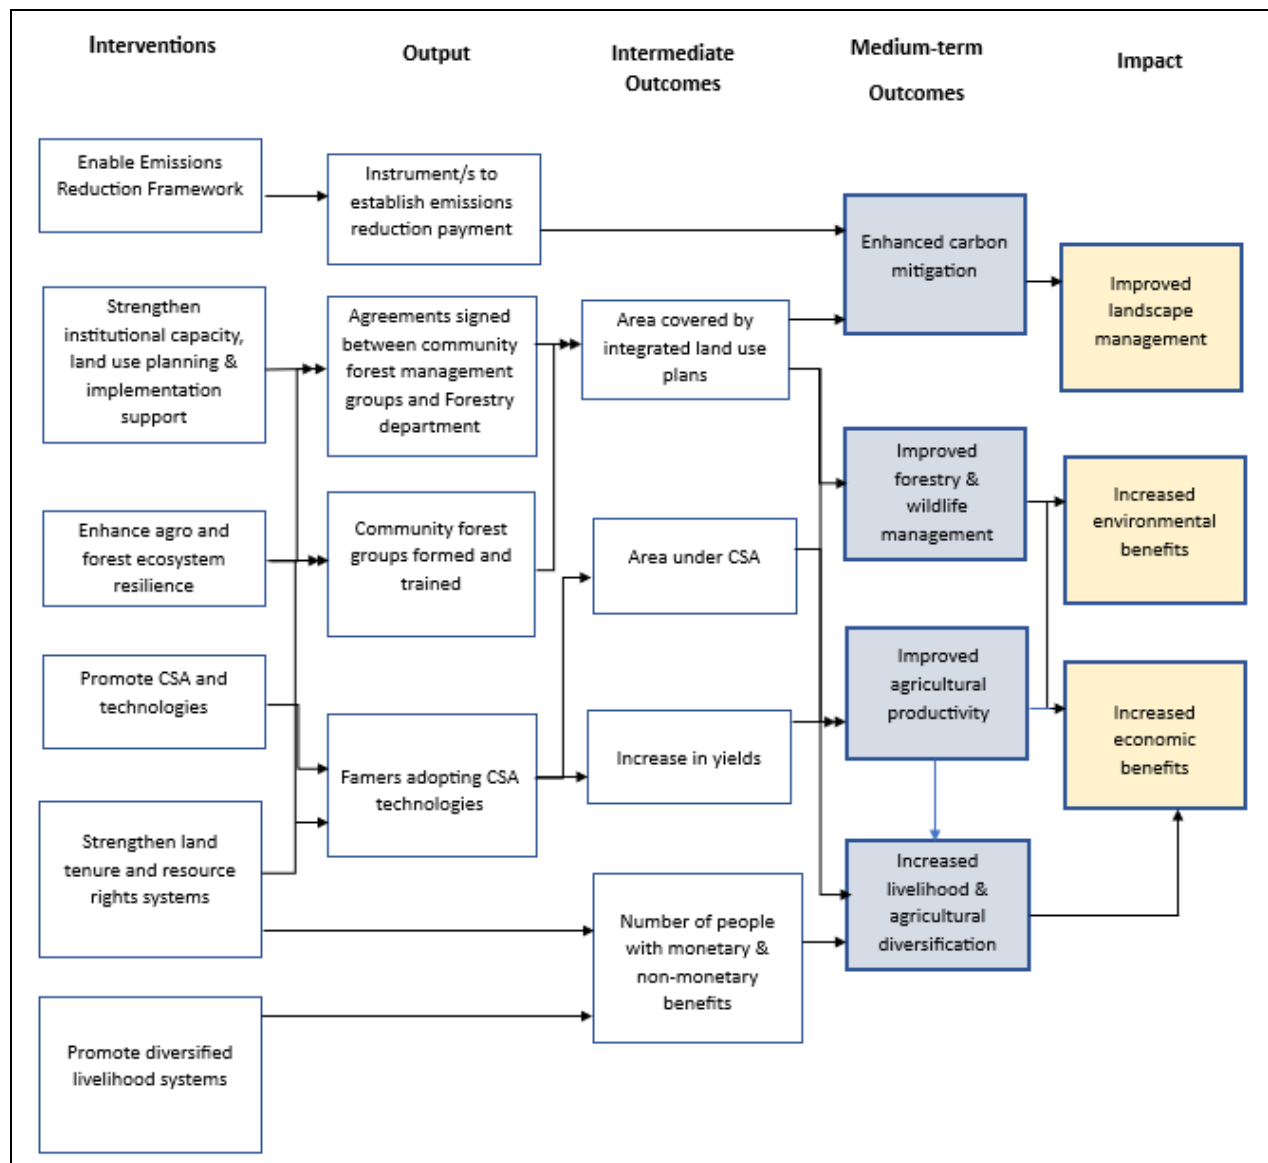 Interventions
Output
Intermediate
Outcomes
Medium-term
Outcomes
Impact
Enable Emissions
Reduction Framework
Strengthen
institutional capacity,
land use planning &
implementation
support
Enhance agro and
forest ecosystem
resilience
Promote CSA and
technologies
Strengthen land
tenure and resource
rights systems
Promote diversified
livelihood systems
Instrument/s to
establish emissions
reduction payment
Agreements signed
between community
forest management
groups and Forestry
department
Community forest
groups formed and
trained
Famers adopting CSA
technologies
Area covered by
integrated land use
plans
Area under CSA
Increase in yields
Number of people
with monetary &
non-monetary
benefits
Enhanced carbon
mitigation
Improved
forestry &
wildlife
management
Improved
agricultural
productivity
Increased
livelihood &
agricultural
diversification
Improved
landscape
management
Increased
environmental
benefits
Increased
economic
benefits